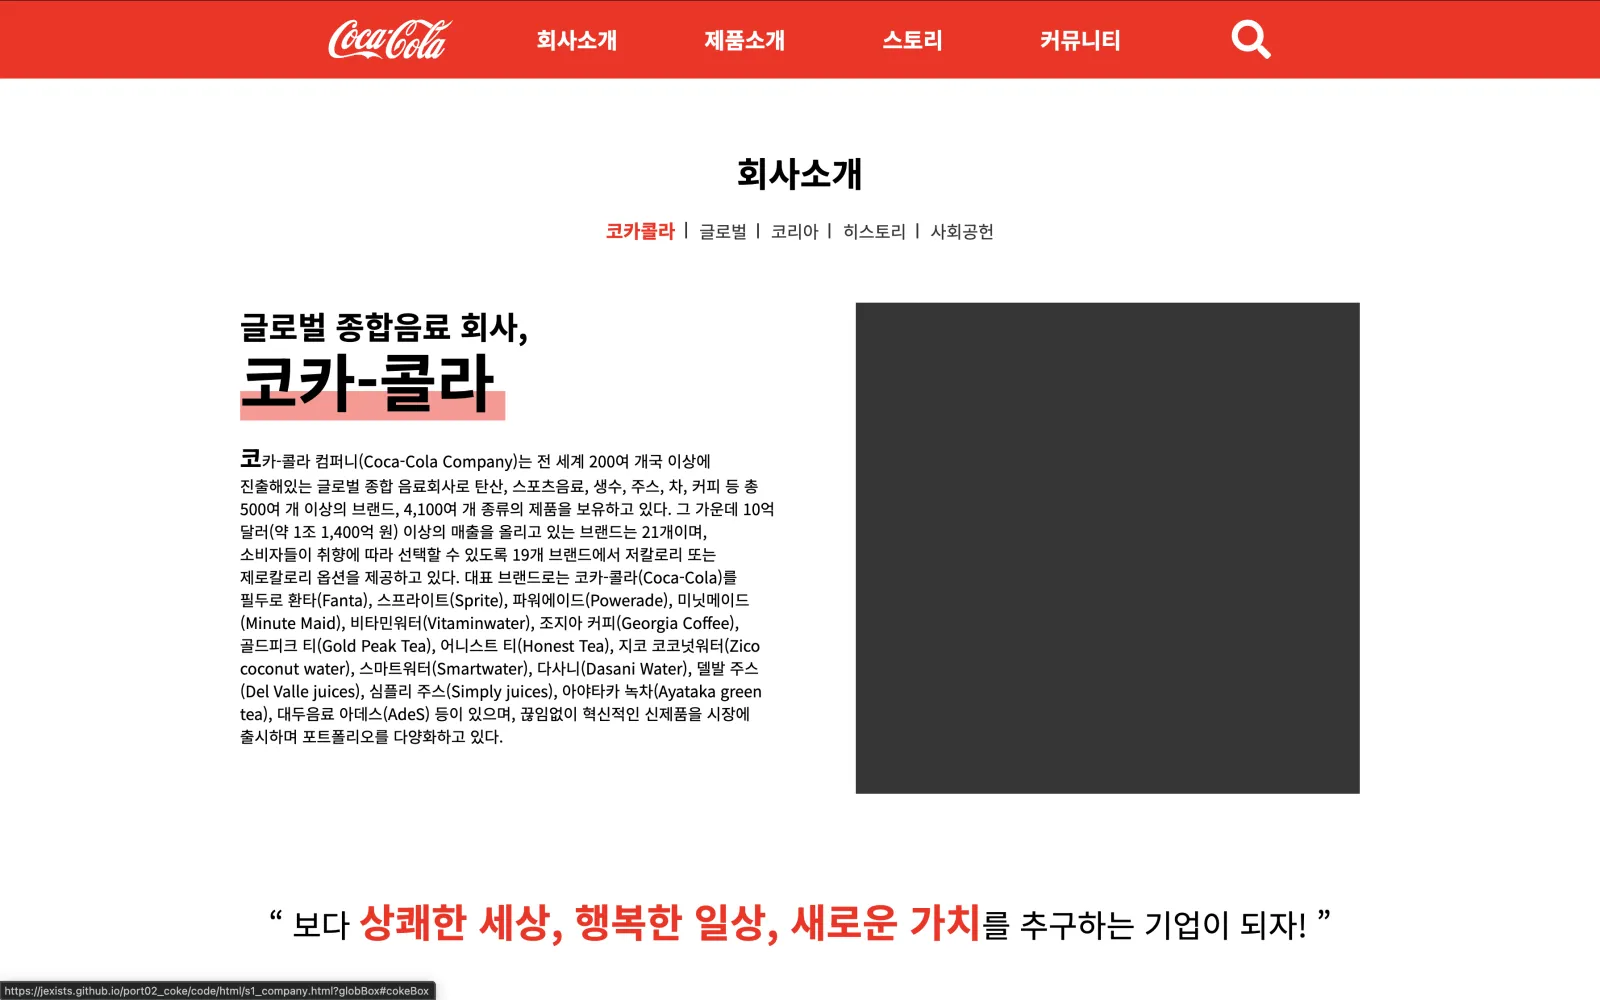 Coca-Cola
회사소개
제품소개
스토리
커뮤니티
회사소개
코카콜라 | 글로벌 | 코리아 | 히스토리 | 사회공헌
글로벌 종합음료 회사,
코카-콜라
코카-콜라 컴퍼니(Coca-Cola Company)는 전 세계 200여 개국 이상에
진출해있는 글로벌 종합 음료회사로 탄산, 스포츠음료, 생수, 주스, 차, 커피 등 총
500여 개 이상의 브랜드, 4,100여 개 종류의 제품을 보유하고 있다. 그 가운데 10억
달러(약 1조 1,400억 원) 이상의 매출을 올리고 있는 브랜드는 21개이며,
소비자들이 취향에 따라 선택할 수 있도록 19개 브랜드에서 저칼로리 또는
제로칼로리 옵션을 제공하고 있다. 대표 브랜드로는 코카-콜라(Coca-Cola)를
필두로 환타(Fanta), 스프라이트(Sprite), 파워에이드(Powerade), 미닛메이드
(Minute Maid), 비타민워터(Vitaminwater), 조지아 커피(Georgia Coffee),
골드피크 티(Gold Peak Tea), 어니스트 티(Honest Tea), 지코 코코넛워터(Zico
coconut water), 스마트워터(Smartwater), 다사니(Dasani Water), 델발 주스
(Del Valle juices), 심플리 주스(Simply juices), 아야타카 녹차(Ayataka green
tea), 대두음료 아데스(AdeS) 등이 있으며, 끊임없이 혁신적인 신제품을 시장에
출시하며 포트폴리오를 다양화하고 있다.
“ 보다 상쾌한 세상, 행복한 일상, 새로운 가치를 추구하는 기업이 되자! ”
https://jexists.github.io/port02_coke/code/html/s1_company.html?globBox#cokeBox